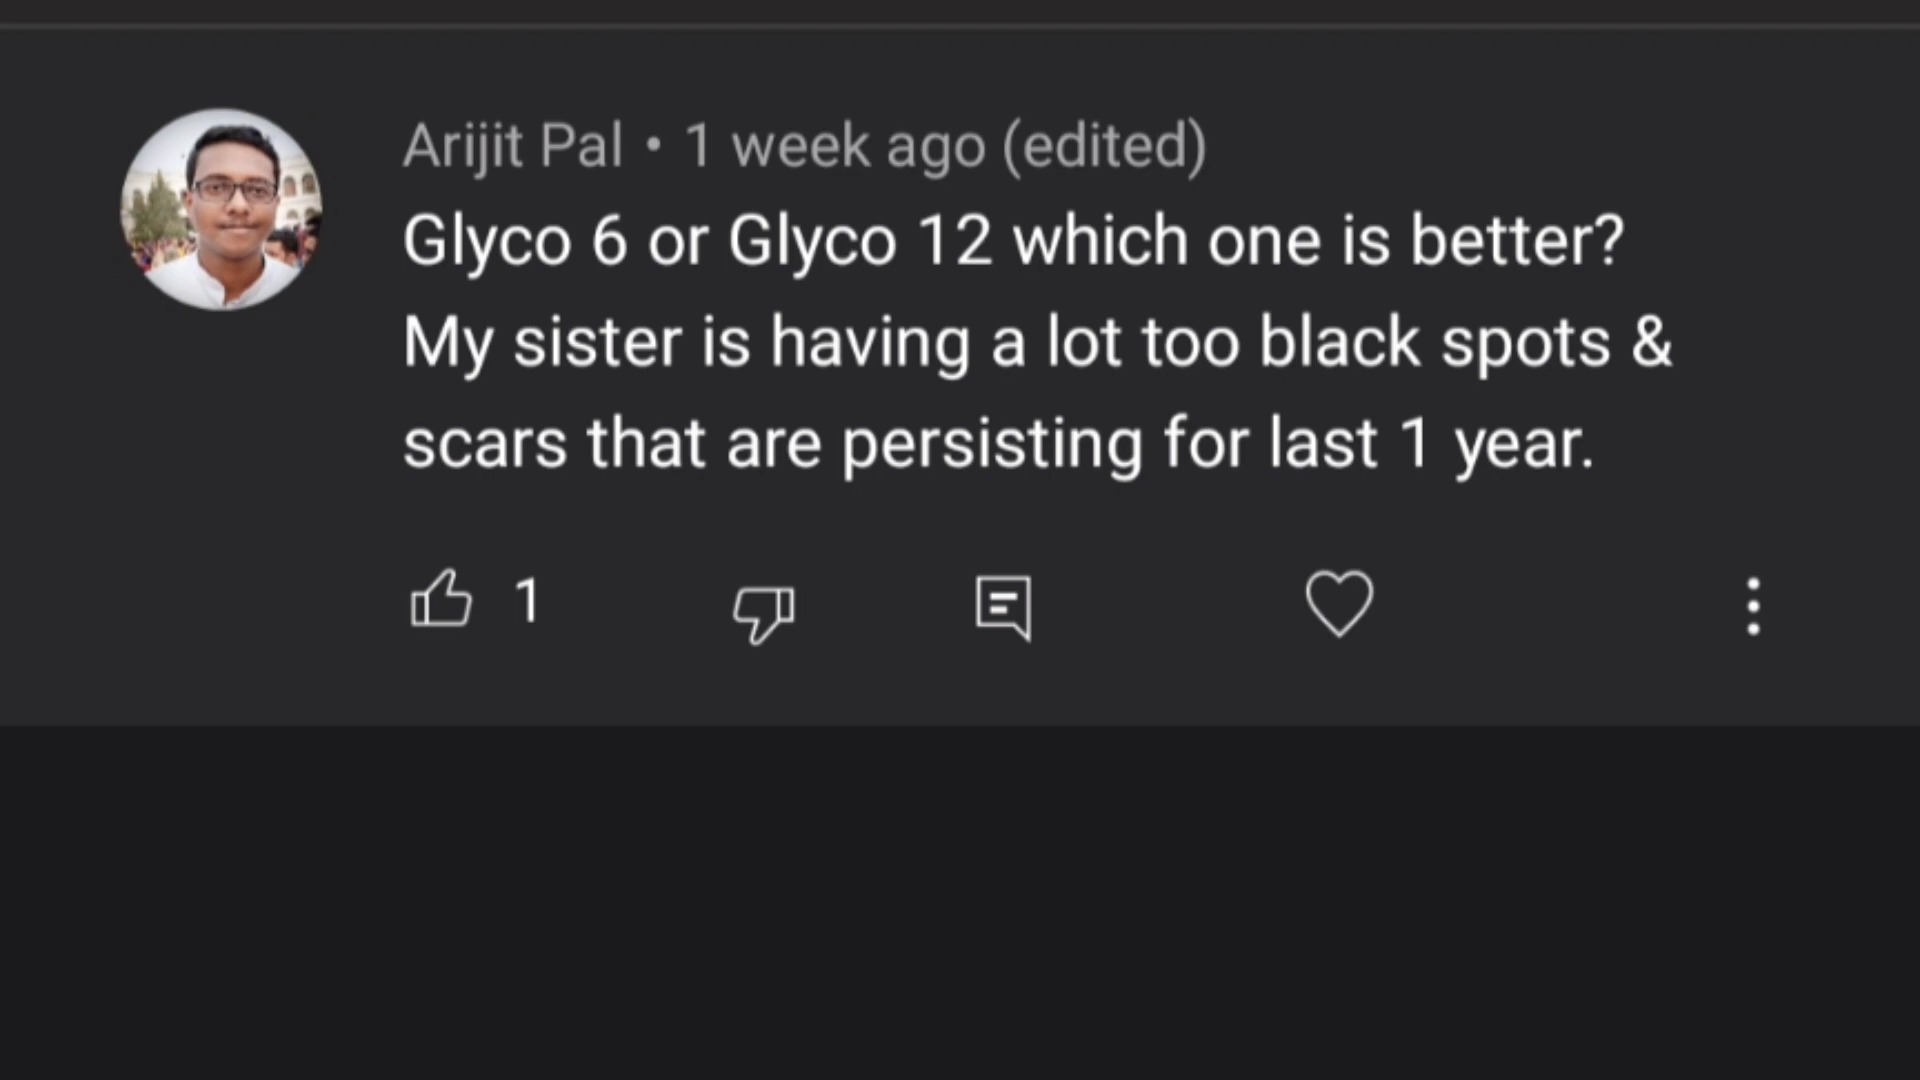 Arijit Pal • 1 week ago (edited)
Glyco 6 or Glyco 12 which one is better?
My sister is having a lot too black spots &
scars that are persisting for last 1 year.
1